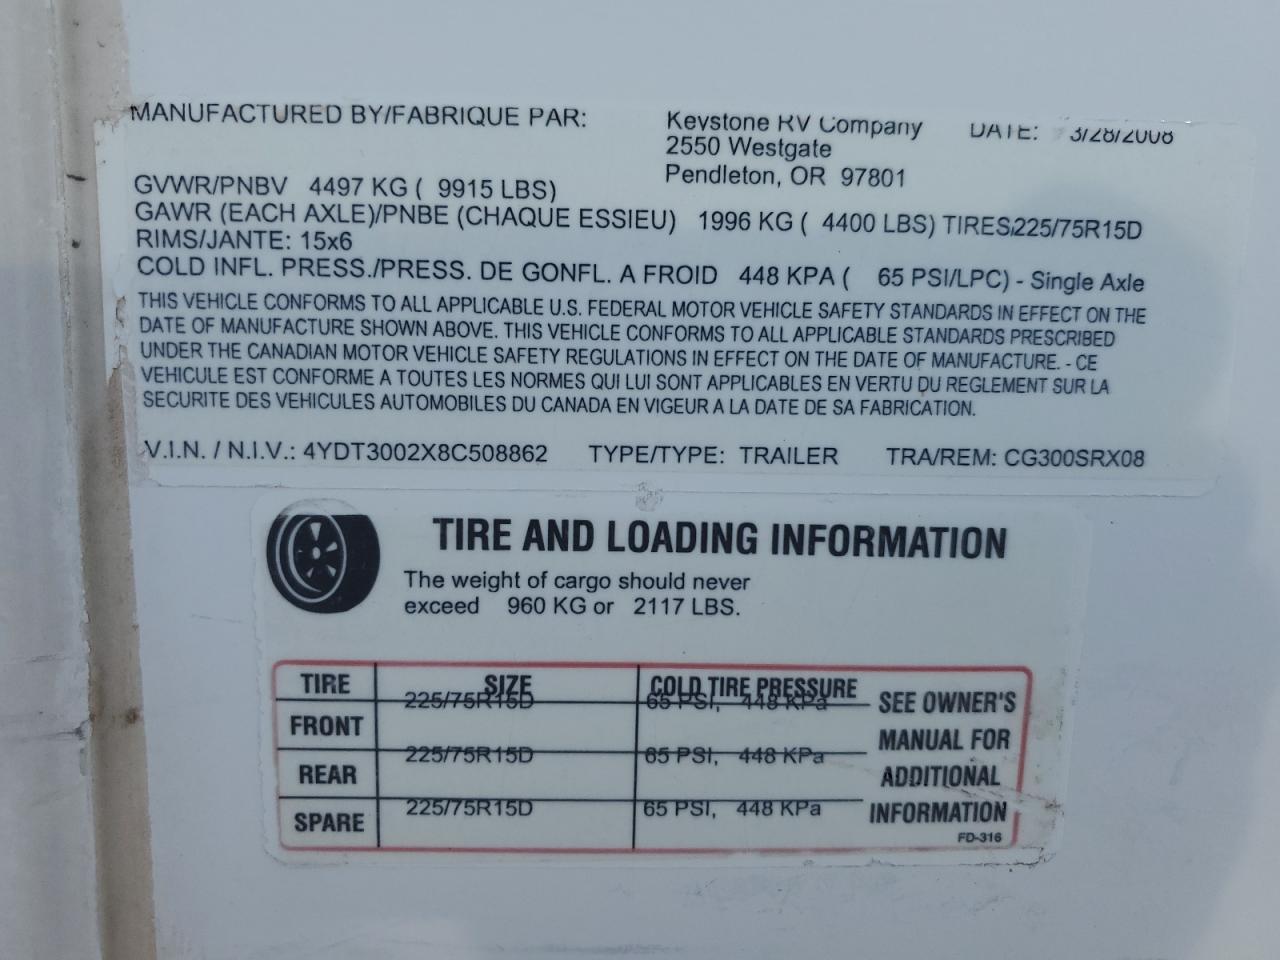 MANUFACTURED BY/FABRIQUE PAR: Keystone RV Company DATE: 3/28/2008
2550 Westgate
Pendleton, OR 97801
GVWR/PNBV 4497 KG ( 9915 LBS)
GAWR (EACH AXLE)/PNBE (CHAQUE ESSIEU) 1996 KG ( 4400 LBS) TIRES:225/75R15D
RIMS/JANTE: 15x6
COLD INFL. PRESS./PRESS. DE GONFL. A FROID 448 KPA ( 65 PSI/LPC) - Single Axle
THIS VEHICLE CONFORMS TO ALL APPLICABLE U.S. FEDERAL MOTOR VEHICLE SAFETY STANDARDS IN EFFECT ON THE
DATE OF MANUFACTURE SHOWN ABOVE. THIS VEHICLE CONFORMS TO ALL APPLICABLE STANDARDS PRESCRIBED
UNDER THE CANADIAN MOTOR VEHICLE SAFETY REGULATIONS IN EFFECT ON THE DATE OF MANUFACTURE. - CE
VEHICULE EST CONFORME A TOUTES LES NORMES QUI LUI SONT APPLICABLES EN VERTU DU REGLEMENT SUR LA
SECURITE DES VEHICULES AUTOMOBILES DU CANADA EN VIGEUR A LA DATE DE SA FABRICATION.
V.I.N. / N.I.V.: 4YDT3002X8C508862 TYPE/TYPE: TRAILER TRA/REM: CG300SRX08
TIRE AND LOADING INFORMATION
The weight of cargo should never
exceed 960 KG or 2117 LBS.
TIRE SIZE COLD TIRE PRESSURE
FRONT 225/75R15D 65 PSI, 448 KPa
REAR 225/75R15D 65 PSI, 448 KPa
SPARE 225/75R15D 65 PSI, 448 KPa
SEE OWNER'S
MANUAL FOR
ADDITIONAL
INFORMATION
FD-316